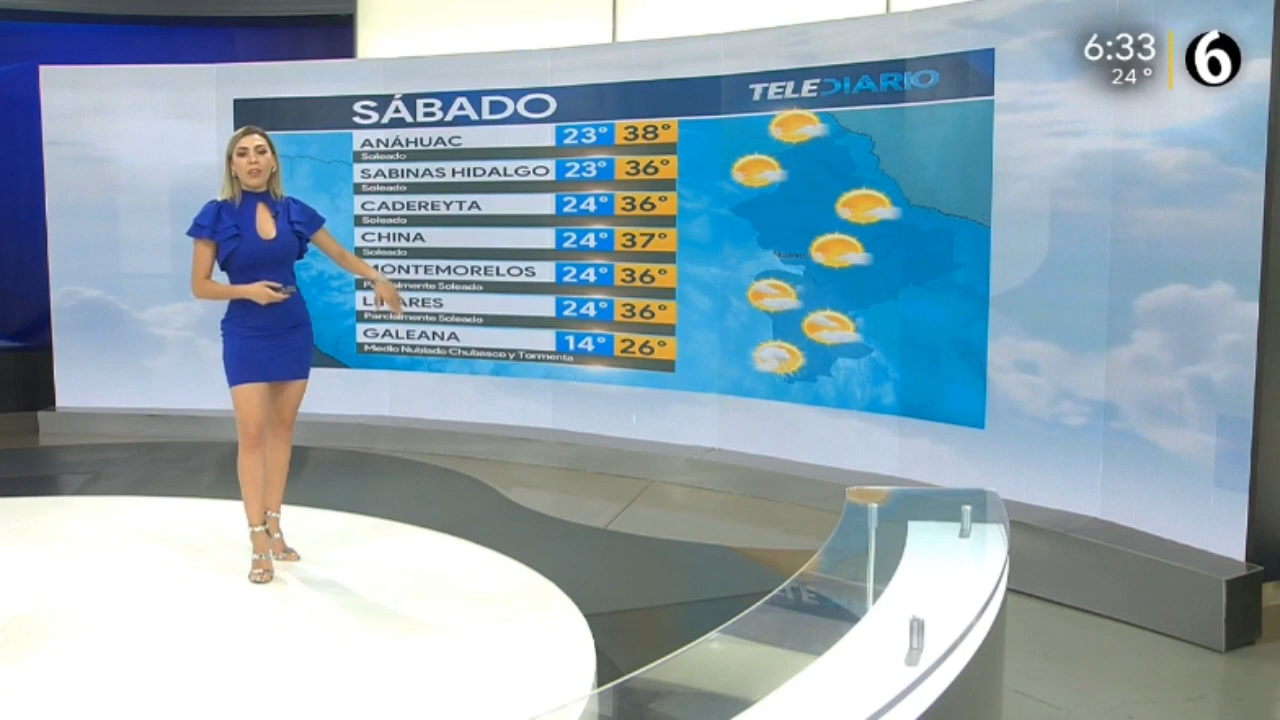 6:33
24°
6
TELEDIARIO
SÁBADO
ANÁHUAC 23° 38°
Soleado
SABINAS HIDALGO 23° 36°
Soleado
CADEREYTA 24° 36°
Soleado
CHINA 24° 37°
Soleado
MONTEMORELOS 24° 36°
Parcialmente Soleado
LINARES 24° 36°
Parcialmente Soleado
GALEANA 14° 26°
Medio Nublado Chubasco y Tormenta